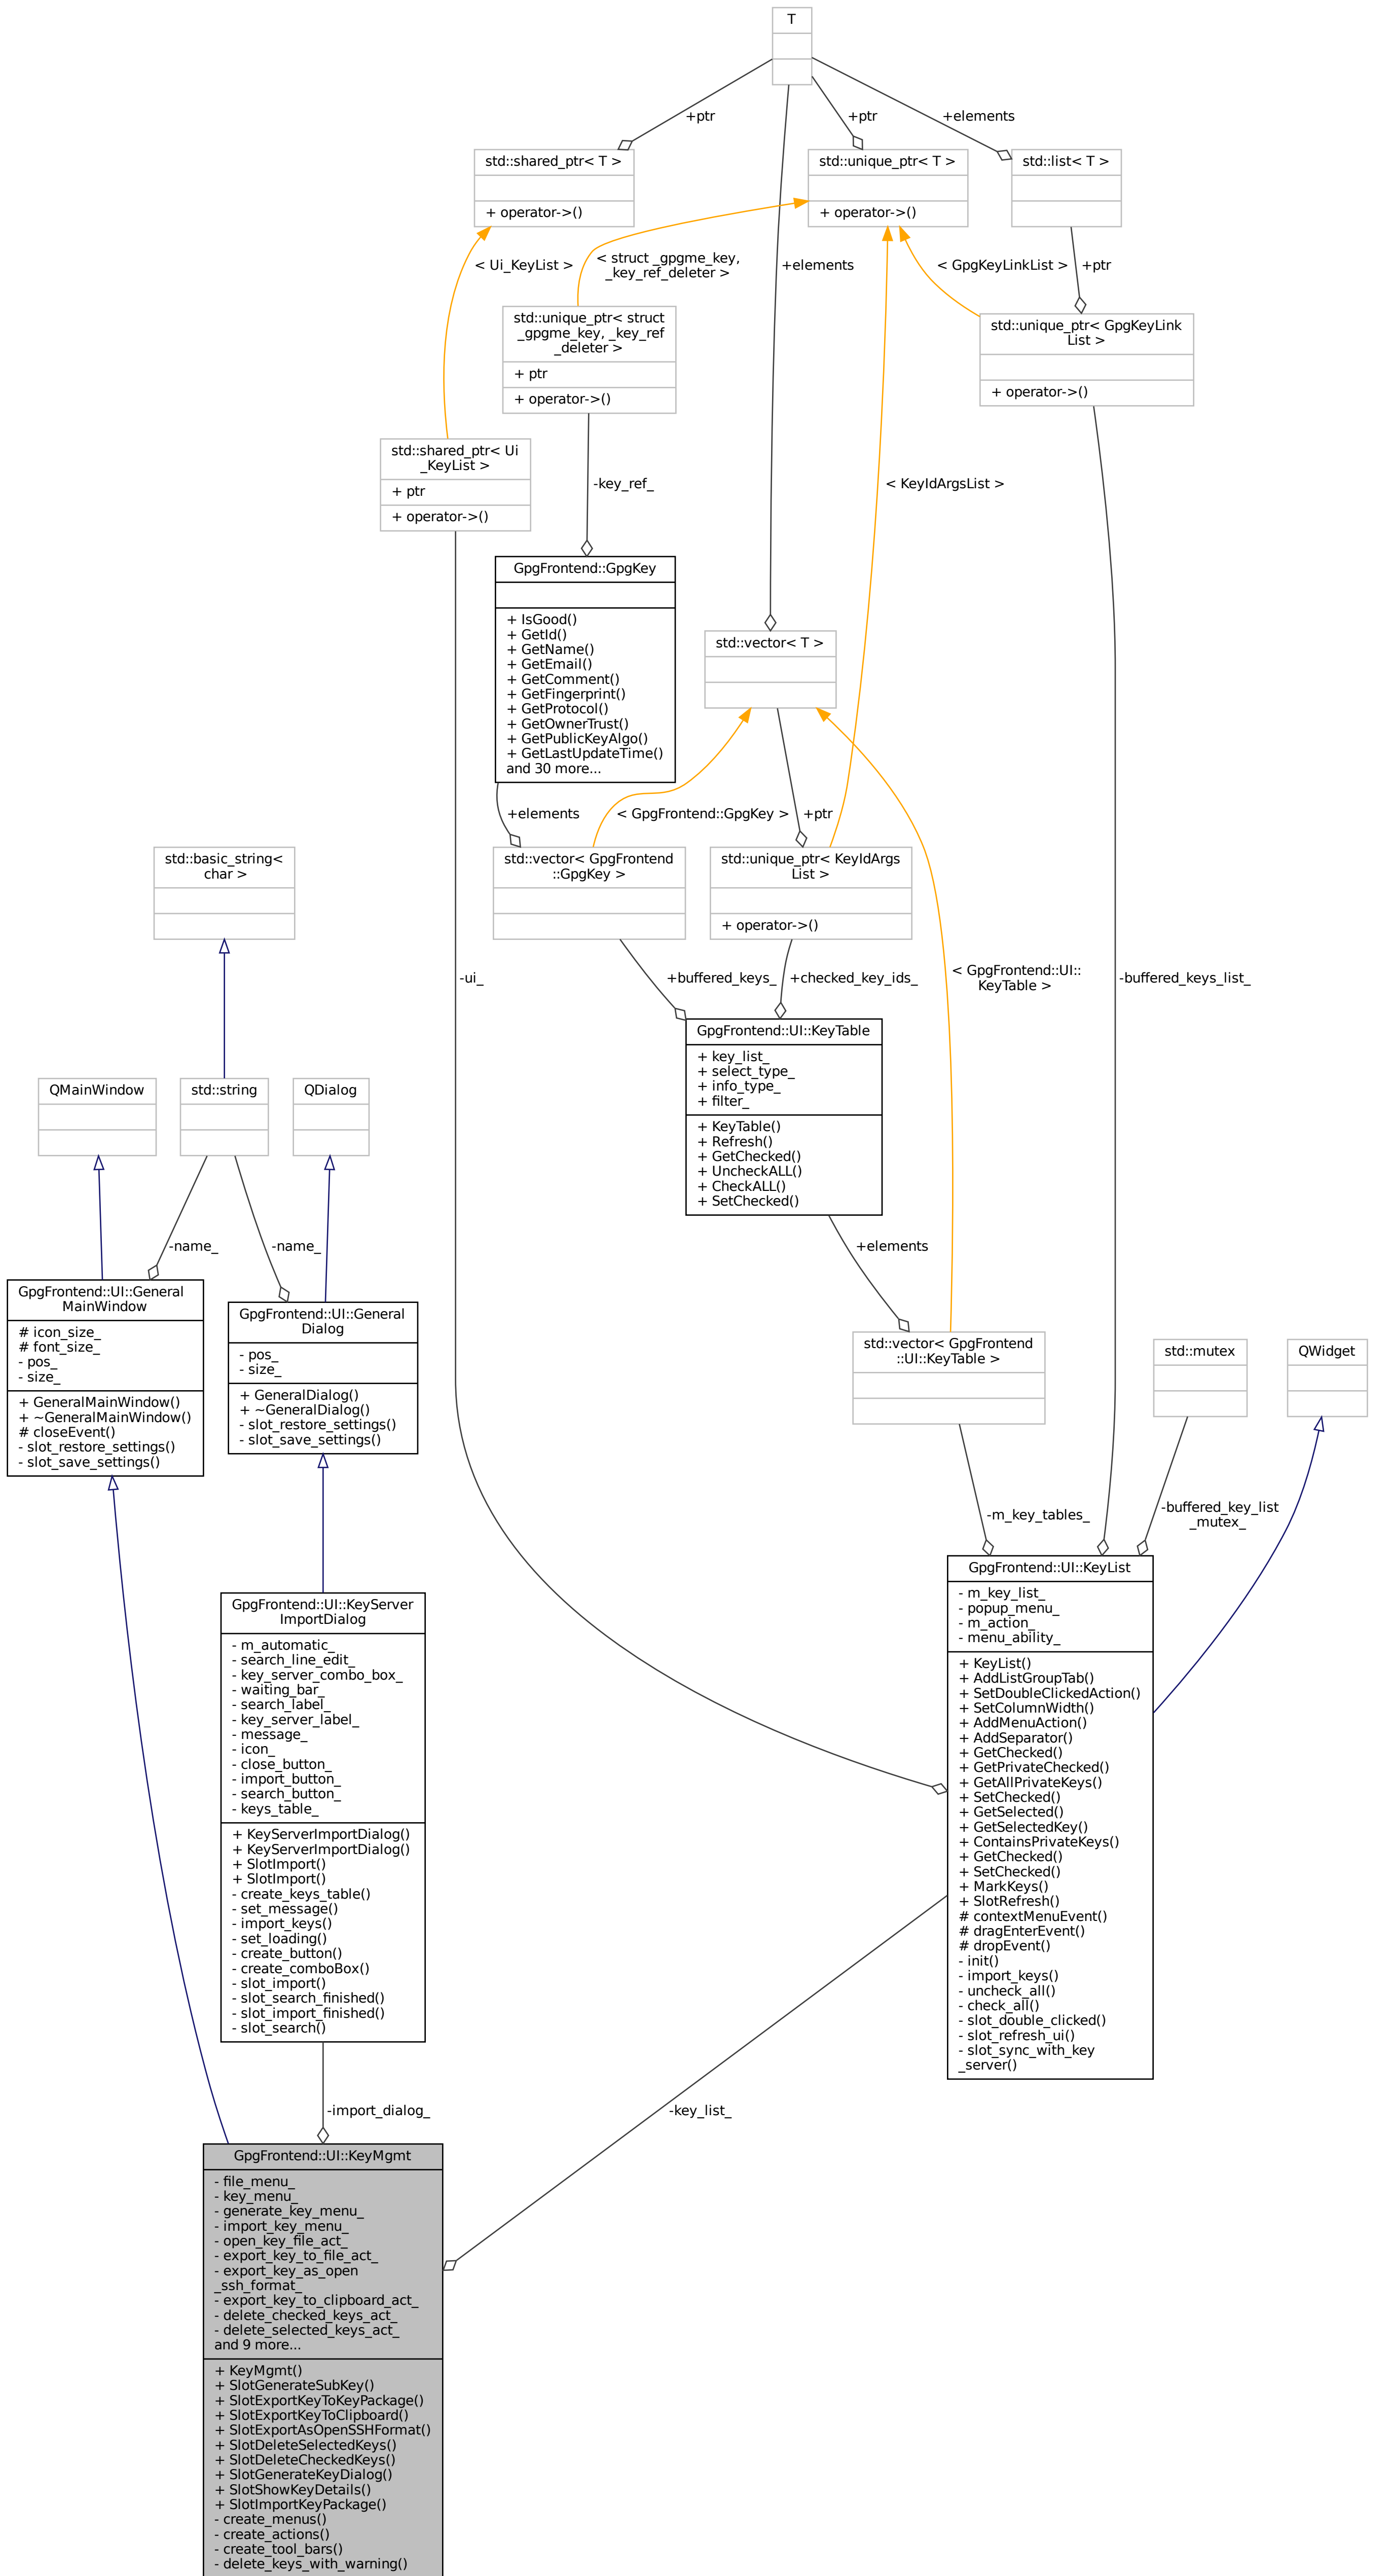 T
+ptr
+ptr
+elements
std::shared_ptr< T >
+ operator->()
std::unique_ptr< T >
+ operator->()
std::list< T >
< Ui_KeyList >
< struct _gpgme_key,
_key_ref_deleter >
+elements
< GpgKeyLinkList >
+ptr
std::unique_ptr< struct
_gpgme_key, _key_ref
_deleter >
+ ptr
+ operator->()
std::unique_ptr< GpgKeyLink
List >
+ operator->()
std::shared_ptr< Ui
_KeyList >
+ ptr
+ operator->()
-key_ref_
< KeyIdArgsList >
GpgFrontend::GpgKey
+ IsGood()
+ GetId()
+ GetName()
+ GetEmail()
+ GetComment()
+ GetFingerprint()
+ GetProtocol()
+ GetOwnerTrust()
+ GetPublicKeyAlgo()
+ GetLastUpdateTime()
and 30 more...
std::vector< T >
+elements
< GpgFrontend::GpgKey >
+ptr
std::basic_string<
char >
std::vector< GpgFrontend
::GpgKey >
std::unique_ptr< KeyIdArgs
List >
+ operator->()
-ui_
+buffered_keys_
+checked_key_ids_
< GpgFrontend::UI::
KeyTable >
-buffered_keys_list_
GpgFrontend::UI::KeyTable
+ key_list_
+ select_type_
+ info_type_
+ filter_
+ KeyTable()
+ Refresh()
+ GetChecked()
+ UncheckALL()
+ CheckALL()
+ SetChecked()
QMainWindow
std::string
QDialog
-name_
-name_
+elements
GpgFrontend::UI::General
MainWindow
# icon_size_
# font_size_
- pos_
- size_
+ GeneralMainWindow()
+ ~GeneralMainWindow()
# closeEvent()
- slot_restore_settings()
- slot_save_settings()
GpgFrontend::UI::General
Dialog
- pos_
- size_
+ GeneralDialog()
+ ~GeneralDialog()
- slot_restore_settings()
- slot_save_settings()
std::vector< GpgFrontend
::UI::KeyTable >
std::mutex
QWidget
-m_key_tables_
-buffered_key_list
_mutex_
GpgFrontend::UI::KeyServer
ImportDialog
- m_automatic_
- search_line_edit_
- key_server_combo_box_
- waiting_bar_
- search_label_
- key_server_label_
- message_
- icon_
- close_button_
- import_button_
- search_button_
- keys_table_
+ KeyServerImportDialog()
+ KeyServerImportDialog()
+ SlotImport()
+ SlotImport()
- create_keys_table()
- set_message()
- import_keys()
- set_loading()
- create_button()
- create_comboBox()
- slot_import()
- slot_search_finished()
- slot_import_finished()
- slot_search()
GpgFrontend::UI::KeyList
- m_key_list_
- popup_menu_
- m_action_
- menu_ability_
+ KeyList()
+ AddListGroupTab()
+ SetDoubleClickedAction()
+ SetColumnWidth()
+ AddMenuAction()
+ AddSeparator()
+ GetChecked()
+ GetPrivateChecked()
+ GetAllPrivateKeys()
+ SetChecked()
+ GetSelected()
+ GetSelectedKey()
+ ContainsPrivateKeys()
+ GetChecked()
+ SetChecked()
+ MarkKeys()
+ SlotRefresh()
# contextMenuEvent()
# dragEnterEvent()
# dropEvent()
- init()
- import_keys()
- uncheck_all()
- check_all()
- slot_double_clicked()
- slot_refresh_ui()
- slot_sync_with_key
_server()
-import_dialog_
-key_list_
GpgFrontend::UI::KeyMgmt
- file_menu_
- key_menu_
- generate_key_menu_
- import_key_menu_
- open_key_file_act_
- export_key_to_file_act_
- export_key_as_open
_ssh_format_
- export_key_to_clipboard_act_
- delete_checked_keys_act_
- delete_selected_keys_act_
and 9 more...
+ KeyMgmt()
+ SlotGenerateSubKey()
+ SlotExportKeyToKeyPackage()
+ SlotExportKeyToClipboard()
+ SlotExportAsOpenSSHFormat()
+ SlotDeleteSelectedKeys()
+ SlotDeleteCheckedKeys()
+ SlotGenerateKeyDialog()
+ SlotShowKeyDetails()
+ SlotImportKeyPackage()
- create_menus()
- create_actions()
- create_tool_bars()
- delete_keys_with_warning()